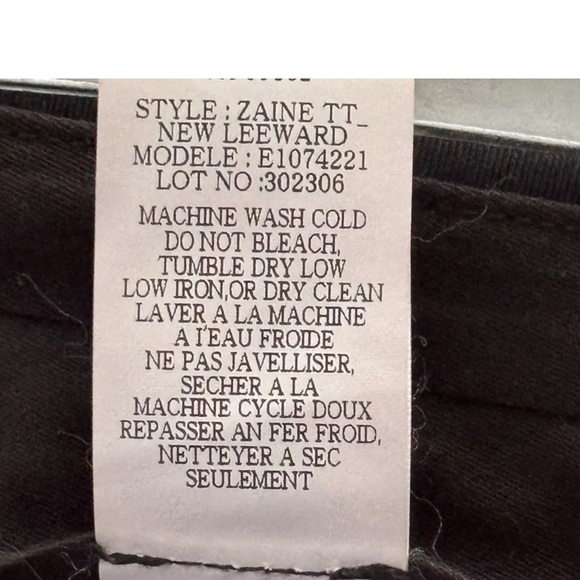 STYLE : ZAINE TT_
NEW LEEWARD
MODELE : E1074221
LOT NO :302306
MACHINE WASH COLD
DO NOT BLEACH,
TUMBLE DRY LOW
LOW IRON,OR DRY CLEAN
LAVER A LA MACHINE
A I'EAU FROIDE
NE PAS JAVELLISER,
SECHER A LA
MACHINE CYCLE DOUX
REPASSER AN FER FROID,
NETTEYER A SEC
SEULEMENT